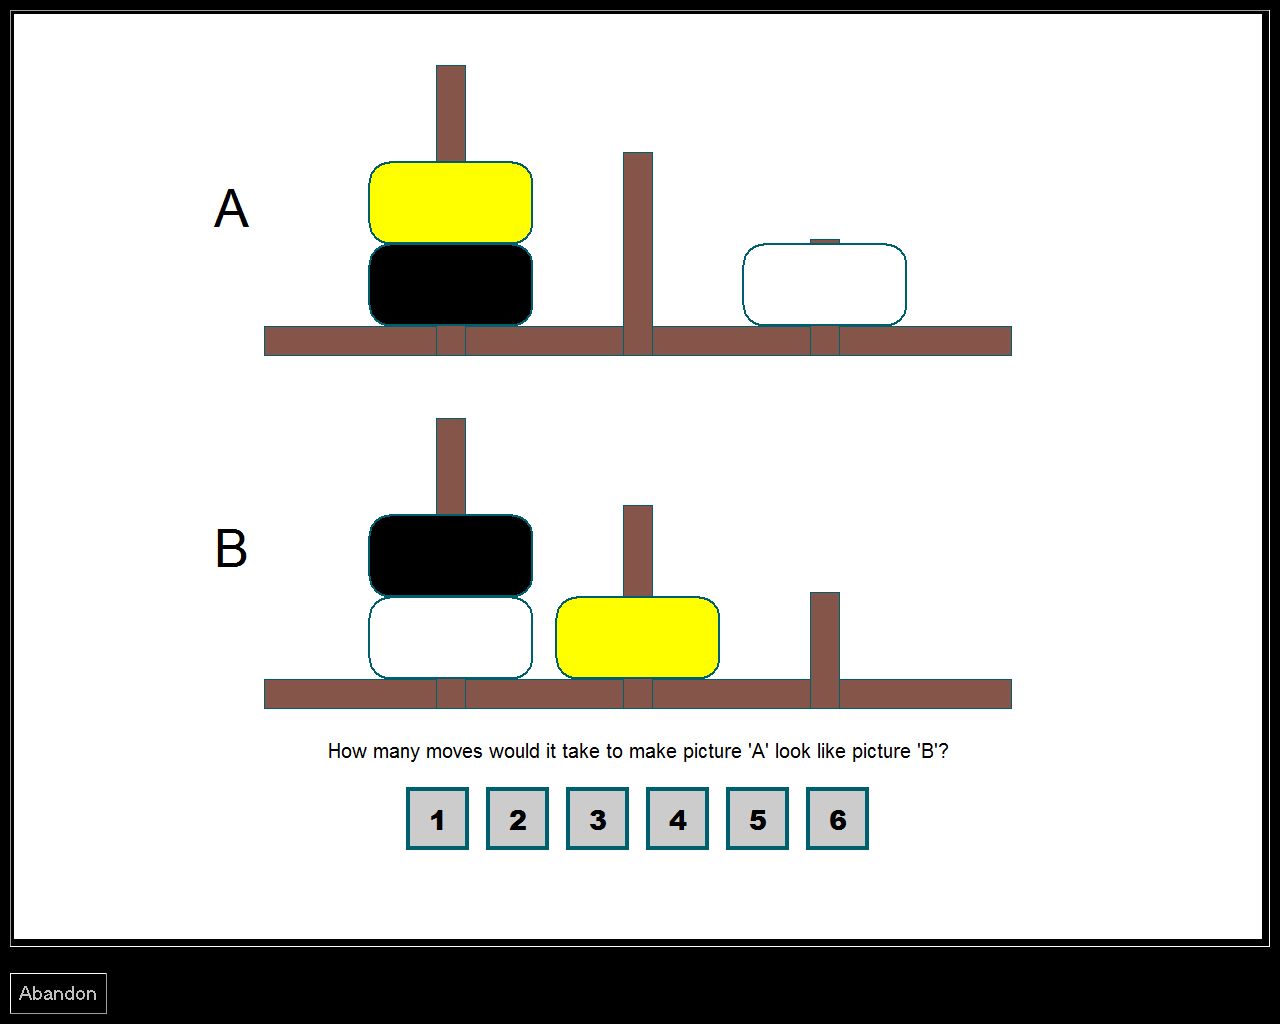 A
B
How many moves would it take to make picture 'A' look like picture 'B'?
1 2 3 4 5 6
Abandon